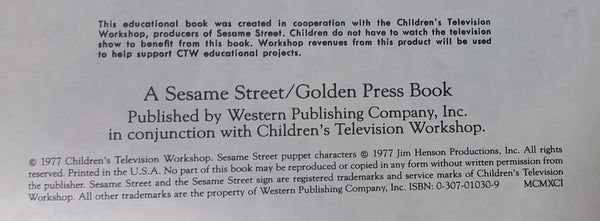 This educational book was created in cooperation with the Children's Television
Workshop, producers of Sesame Street. Children do not have to watch the television
show to benefit from this book. Workshop revenues from this product will be used
to help support CTW educational projects.
A Sesame Street/Golden Press Book
Published by Western Publishing Company, Inc.
in conjunction with Children's Television Workshop.
© 1977 Children's Television Workshop. Sesame Street puppet characters © 1977 Jim Henson Productions, Inc. All rights
reserved. Printed in the U.S.A. No part of this book may be reproduced or copied in any form without written permission from
the publisher. Sesame Street and the Sesame Street sign are registered trademarks and service marks of Children's Television
Workshop. All other trademarks are the property of Western Publishing Company, Inc. ISBN: 0-307-01030-9 MCMXCI